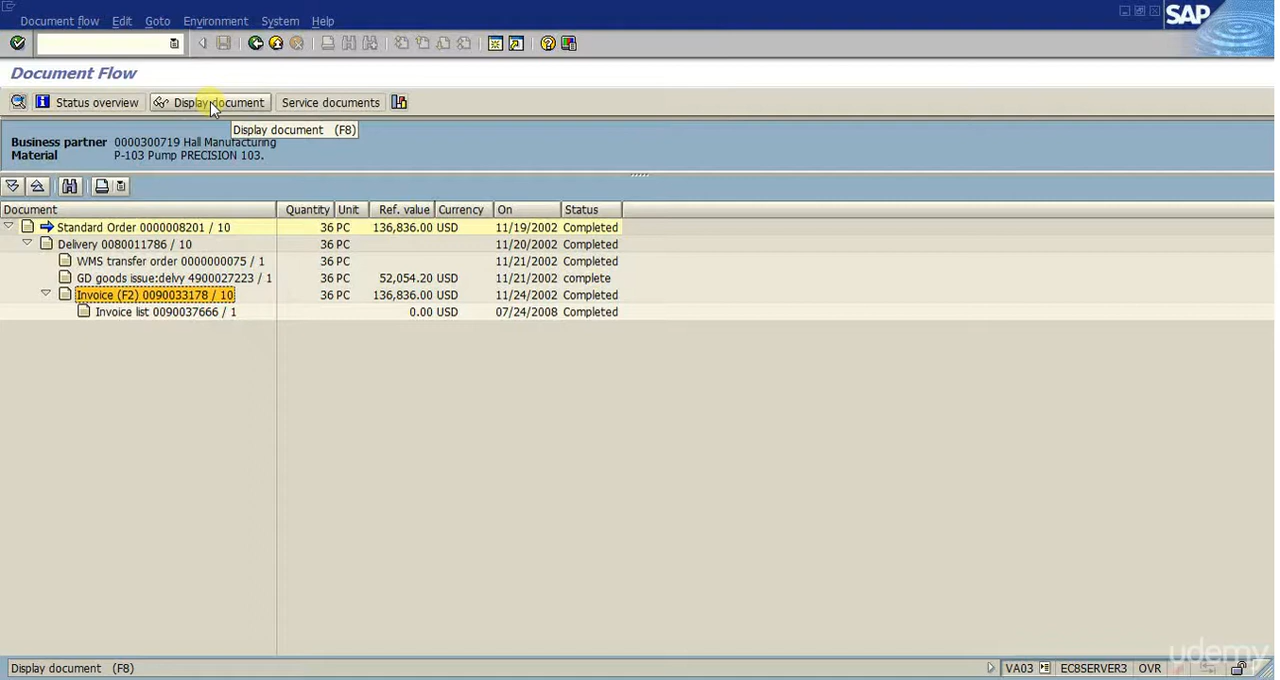 Document flow Edit Goto Environment System Help
SAP
Document Flow
Status overview Display document Service documents
Display document (F8)
Business partner 0000300719 Hall Manufacturing
Material P-103 Pump PRECISION 103.
Document Quantity Unit Ref. value Currency On Status
Standard Order 0000008201 / 10 36 PC 136,836.00 USD 11/19/2002 Completed
Delivery 0080011786 / 10 36 PC 11/20/2002 Completed
WMS transfer order 0000000075 / 1 36 PC 11/21/2002 Completed
GD goods issue:delvy 4900027223 / 1 36 PC 52,054.20 USD 11/21/2002 complete
Invoice (F2) 0090033178 / 10 36 PC 136,836.00 USD 11/24/2002 Completed
Invoice list 0090037666 / 1 0.00 USD 07/24/2008 Completed
udemy
Display document (F8) VA03 EC8SERVER3 OVR